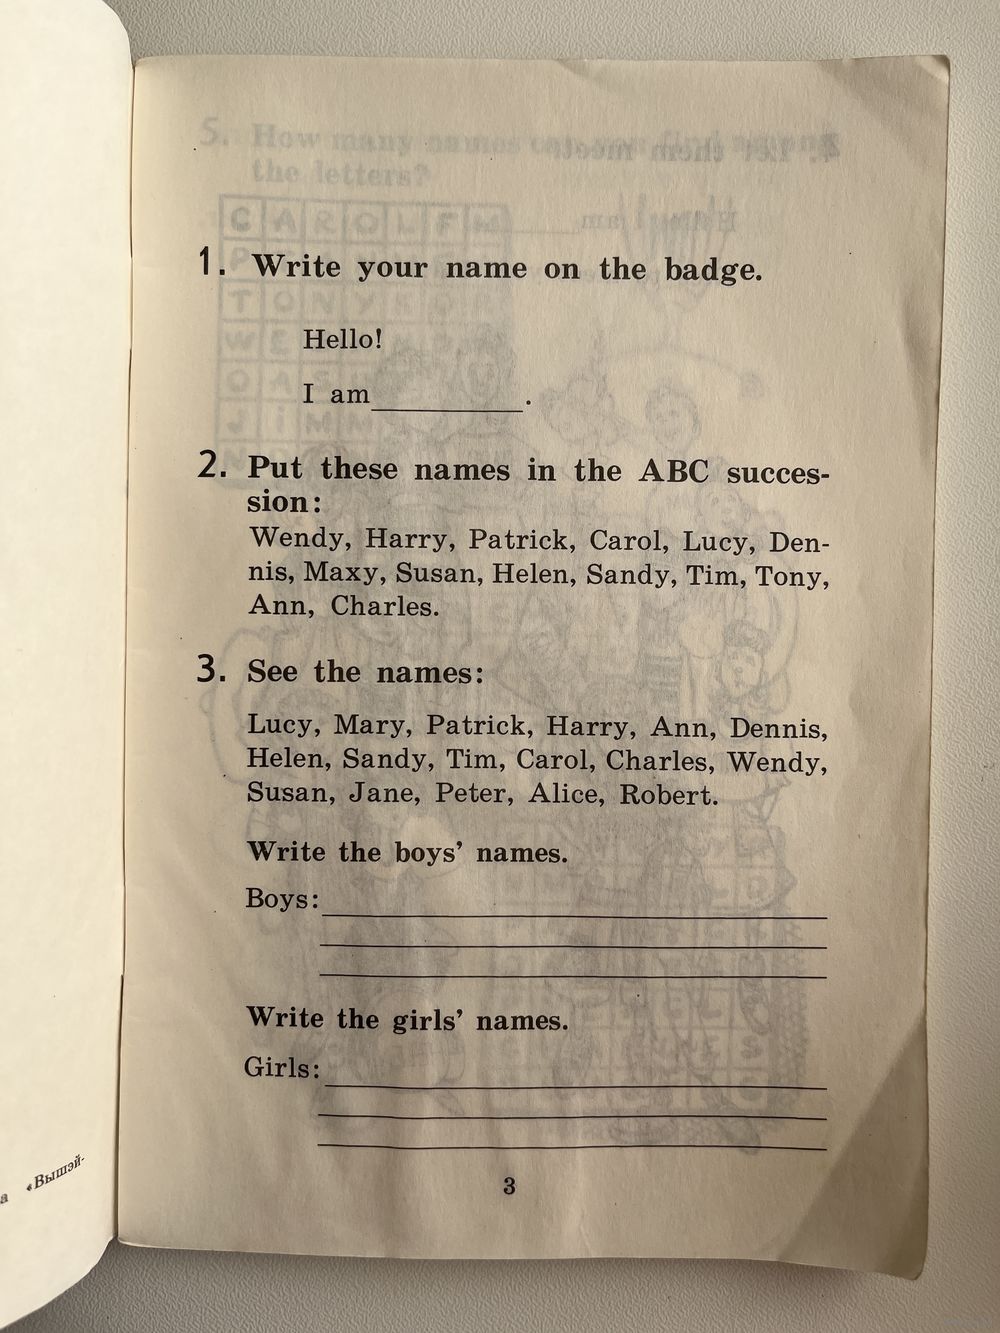 1. Write your name on the badge.
Hello!
I am__________.
2. Put these names in the ABC succes-
sion:
Wendy, Harry, Patrick, Carol, Lucy, Den-
nis, Maxy, Susan, Helen, Sandy, Tim, Tony,
Ann, Charles.
3. See the names:
Lucy, Mary, Patrick, Harry, Ann, Dennis,
Helen, Sandy, Tim, Carol, Charles, Wendy,
Susan, Jane, Peter, Alice, Robert.
Write the boys' names.
Boys:
Write the girls' names.
Girls:
3
а «Вышэй-